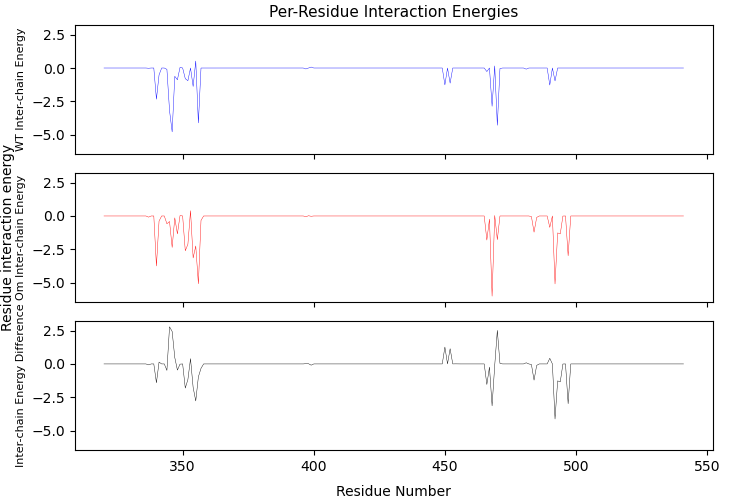 Per-Residue Interaction Energies
Residue interaction energy
WT Inter-chain Energy
2.5
0.0
−2.5
−5.0
Om Inter-chain Energy
2.5
0.0
−2.5
−5.0
Inter-chain Energy Difference
2.5
0.0
−2.5
−5.0
350
400
450
500
550
Residue Number